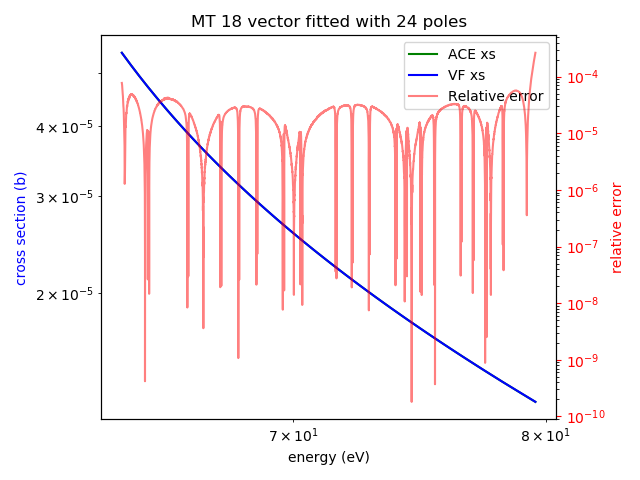 MT 18 vector fitted with 24 poles
ACE xs
VF xs
Relative error
4 × 10⁻⁵
3 × 10⁻⁵
2 × 10⁻⁵
cross section (b)
10⁻⁴
10⁻⁵
10⁻⁶
10⁻⁷
10⁻⁸
10⁻⁹
10⁻¹⁰
relative error
7 × 10¹
8 × 10¹
energy (eV)